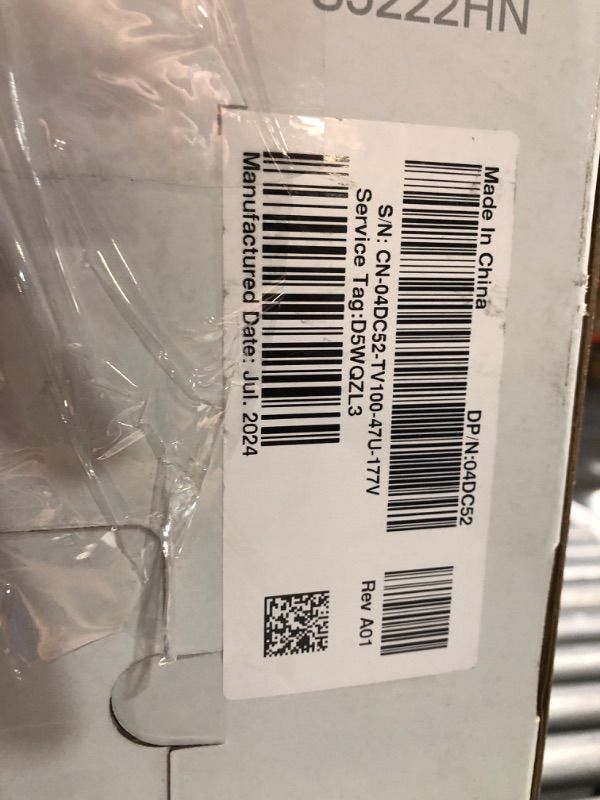 S5222HN
Made In China
DP/N:04DC52
S/N: CN-04DC52-TV100-47U-177V
Rev A01
Service Tag:D5WQZL3
Manufactured Date: Jul. 2024